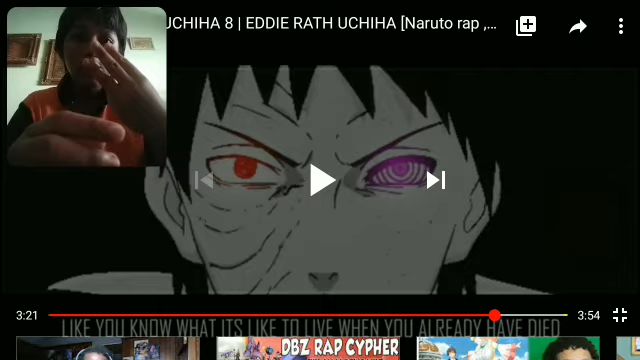 UCHIHA 8 | EDDIE RATH UCHIHA [Naruto rap ,...
3:21
3:54
LIKE YOU KNOW WHAT ITS LIKE TO LIVE WHEN YOU ALREADY HAVE DIED
DBZ RAP CYPHER